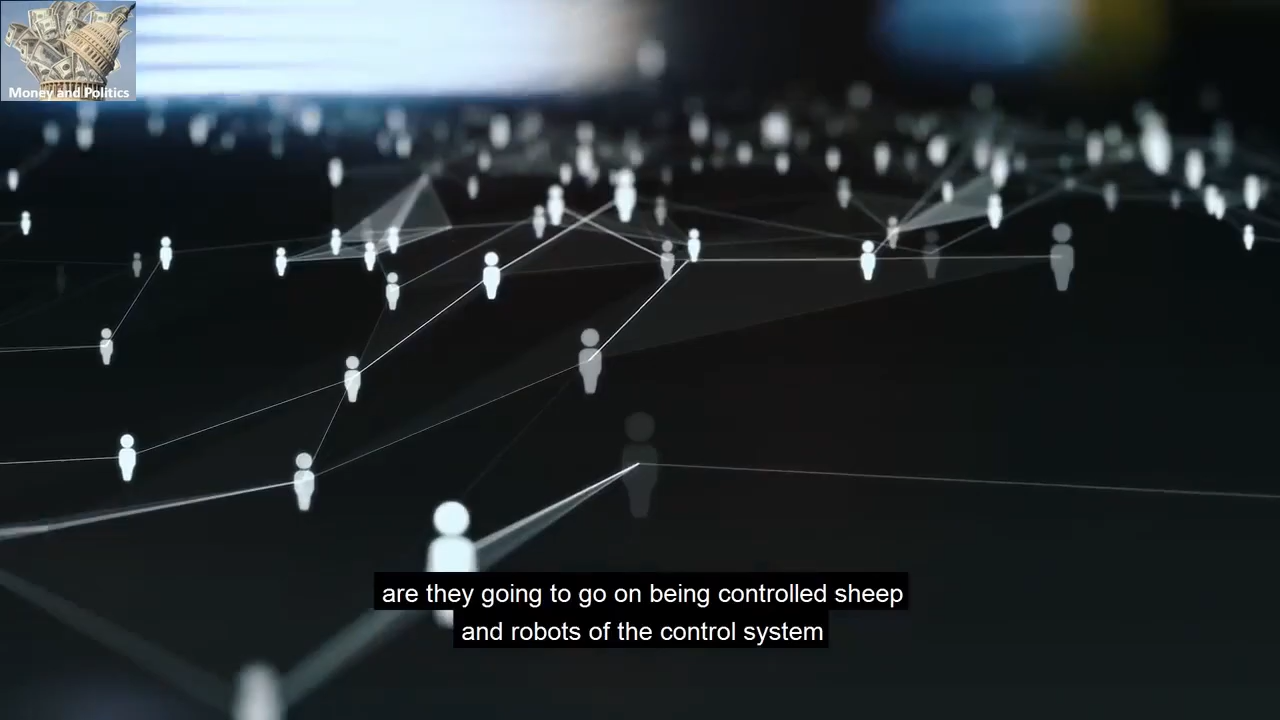 Money and Politics
are they going to go on being controlled sheep
and robots of the control system